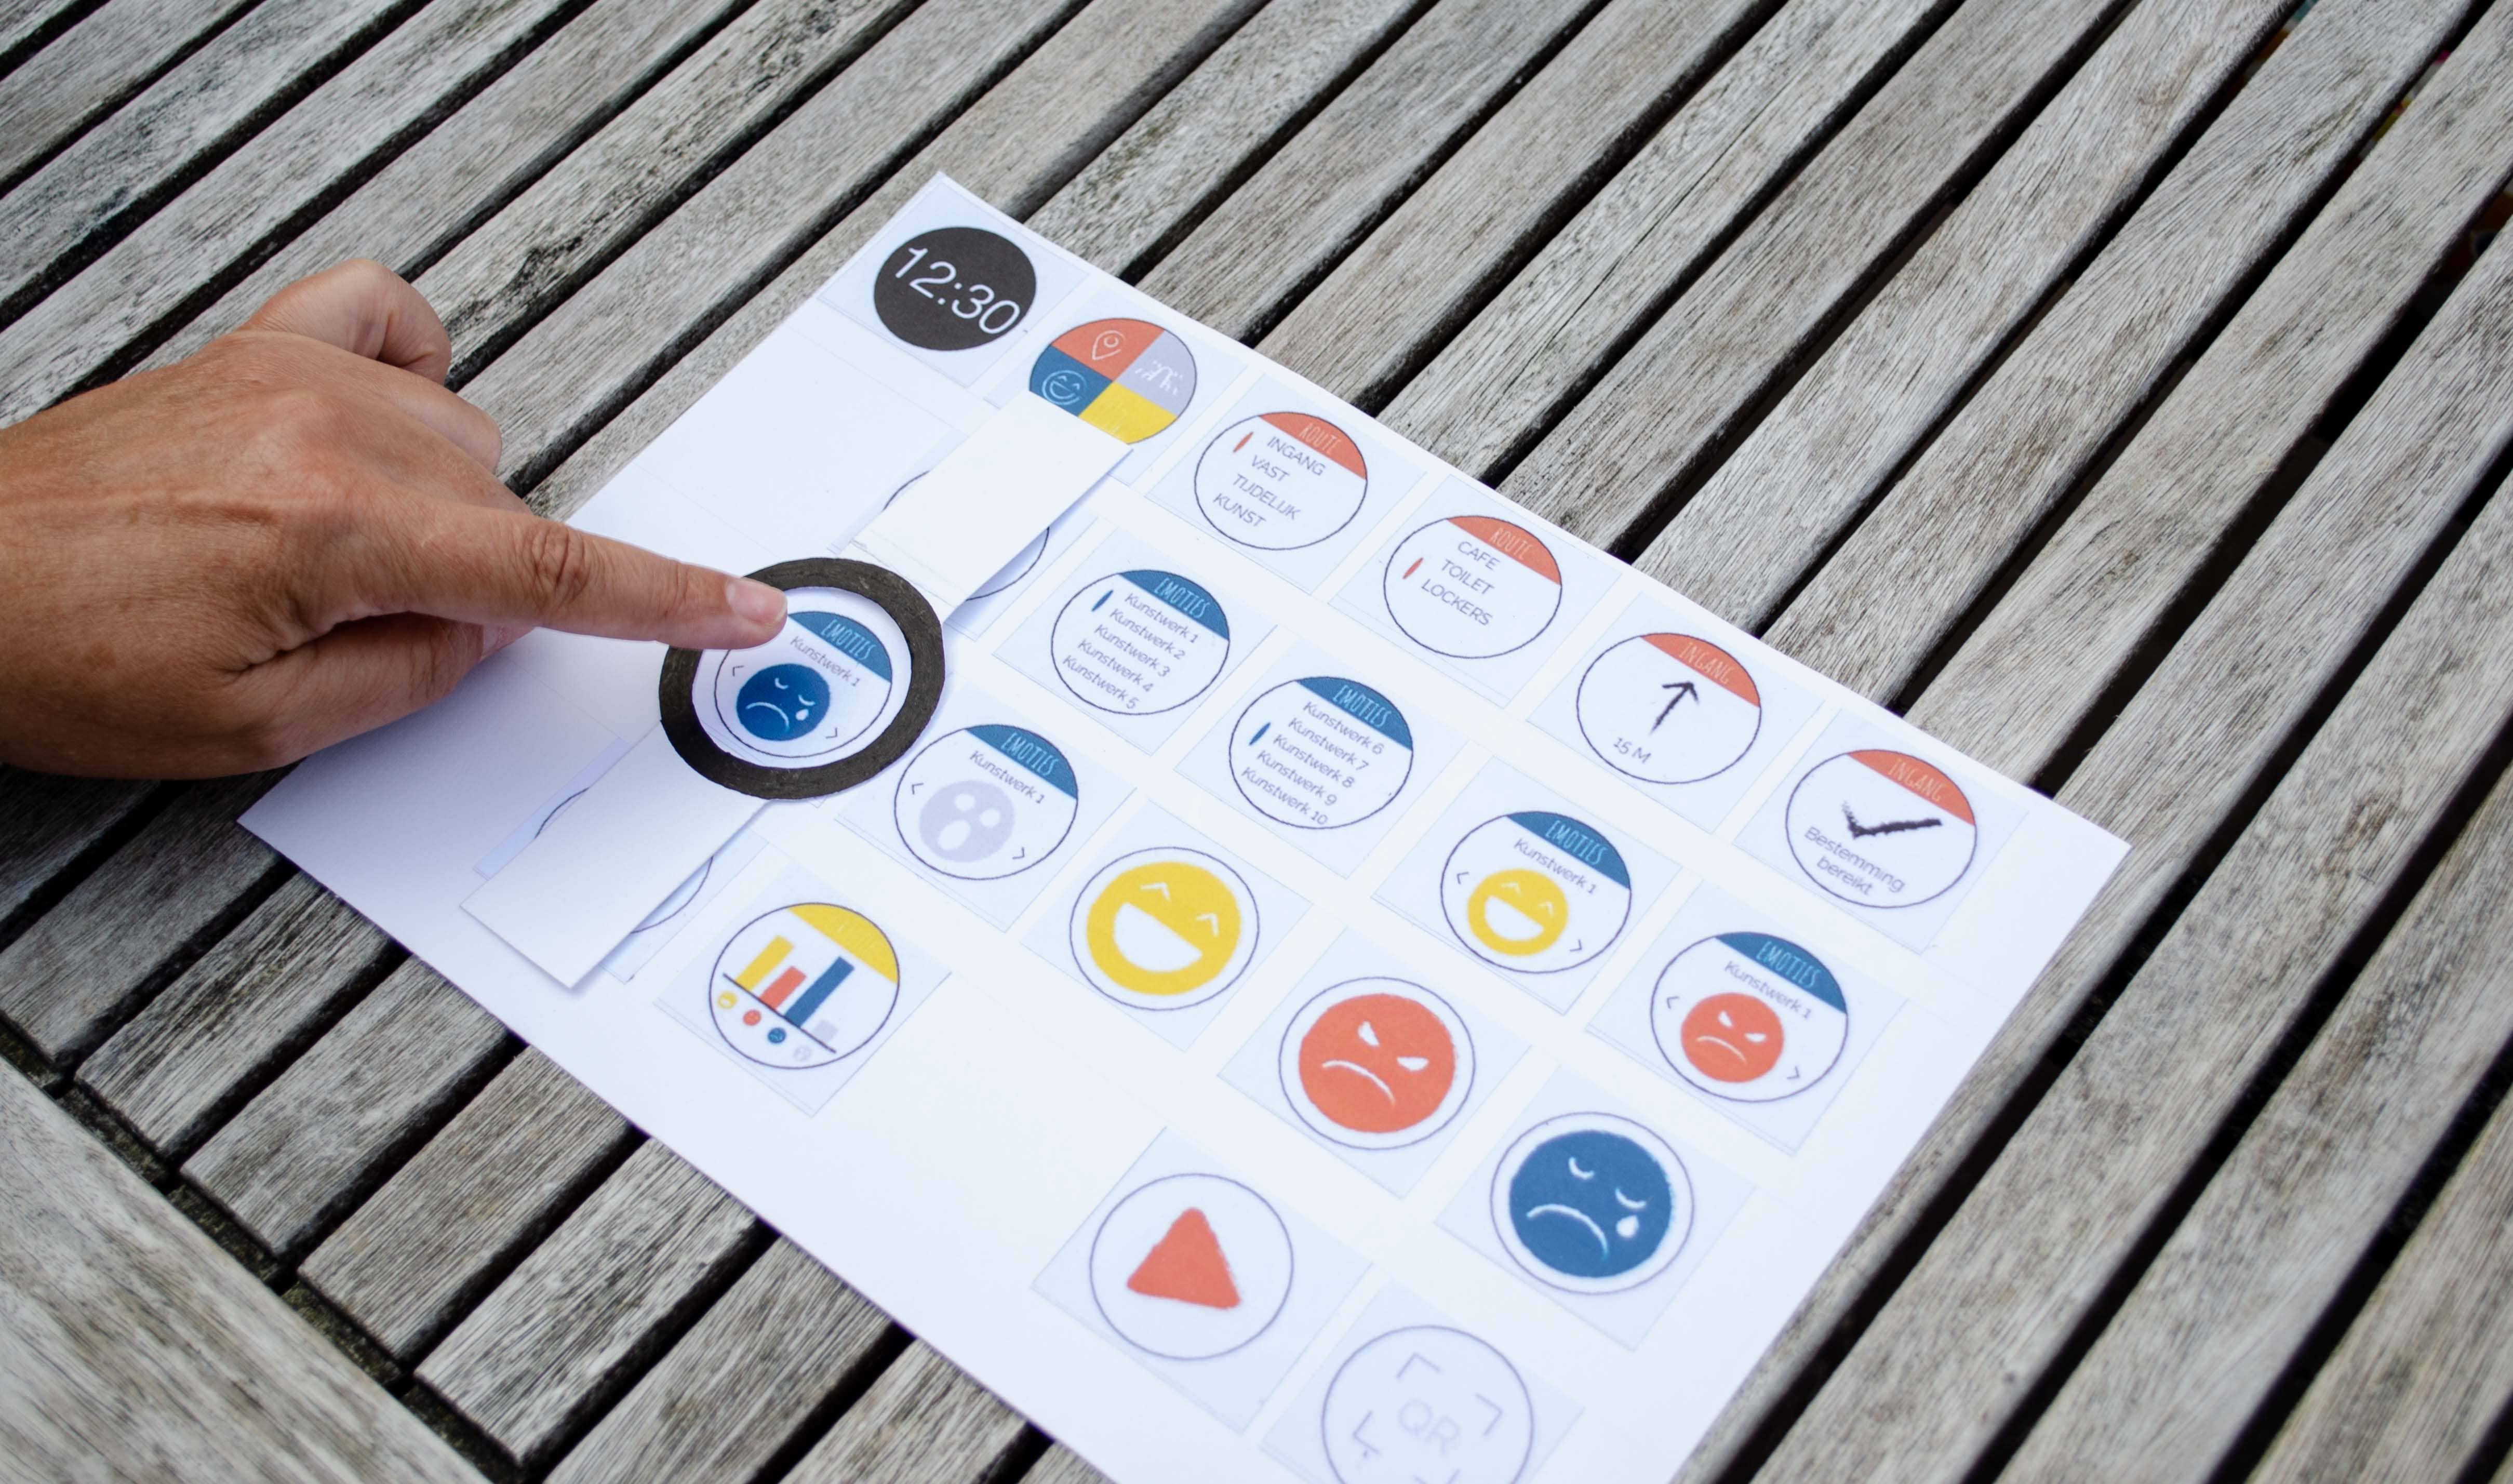 12:30
ROUTE
INGANG
VAST
TIJDELIJK
KUNST
ROUTE
CAFE
TOILET
LOCKERS
INGANG
15 M
INGANG
Bestemming
bereikt
EMOTIES
Kunstwerk 1
EMOTIES
Kunstwerk 1
Kunstwerk 2
Kunstwerk 3
Kunstwerk 4
Kunstwerk 5
EMOTIES
Kunstwerk 6
Kunstwerk 7
Kunstwerk 8
Kunstwerk 9
Kunstwerk 10
EMOTIES
Kunstwerk 1
EMOTIES
Kunstwerk 1
EMOTIES
Kunstwerk 1
QR